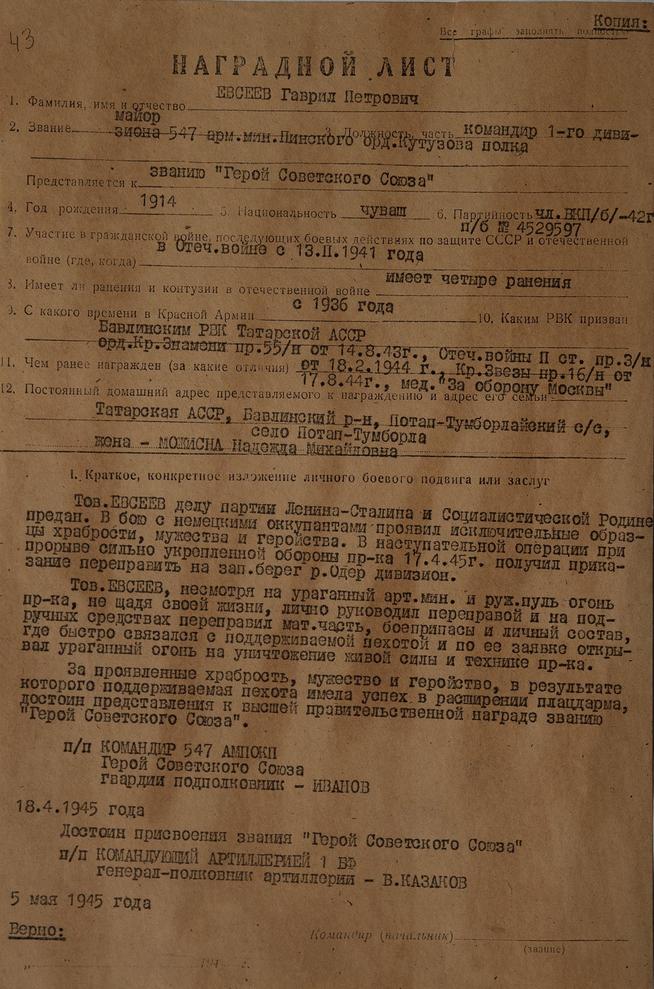 43
Копия:
Все графы заполнять полностью
НАГРАДНОЙ ЛИСТ
1. Фамилия, имя и отчество ЕВСЕЕВ Гаврил Петрович
майор
2. Звание 3. Должность, часть командир 1-го диви-
зиона 547 арм.мин.Пинского орд.Кутузова полка
Представляется к званию "Герой Советского Союза"
4. Год рождения 1914 5. Национальность чуваш 6. Партийность чл.ВКП/б/-42г
п/б № 4529597
7. Участие в гражданской войне, последующих боевых действиях по защите СССР и отечественной
войне (где, когда) в Отеч.войне с 13.II.1941 года
8. Имеет ли ранения и контузии в отечественной войне имеет четыре ранения
9. С какого времени в Красной Армии с 1936 года 10. Каким РВК призван
Бавлинским РВК Татарской АССР
орд.Кр.Знамени пр.55/н от 14.8.43г., Отеч.войны П ст. пр.3/н
11. Чем ранее награжден (за какие отличия) от 18.2.1944 г., Кр.Звезы пр.16/н от
17.8.44г., мед."За оборону Москвы"
12. Постоянный домашний адрес представляемого к награждению и адрес его семьи
Татарская АССР, Бавлинский р-н, Потап-Тумборлайский с/с,
село Потап-Тумборла
жена - МОКИСНА Надежда Михайловна
I. Краткое, конкретное изложение личного боевого подвига или заслуг
Тов.ЕВСЕЕВ делу партии Ленина-Сталина и Социалистической Родине
предан. В бою с немецкими оккупантами проявил исключительные образ-
цы храбрости, мужества и геройства. В наступательной операции при
прорыве сильно укрепленной обороны пр-ка 17.4.45г. получил прика-
зание переправить на зап.берег р.Одер дивизион.
Тов.ЕВСЕЕВ, несмотря на ураганный арт.мин. и руж.пуль огонь
пр-ка, не щадя своей жизни, лично руководил переправой и на под-
ручных средствах переправил мат.часть, боеприпасы и личный состав,
где быстро связался с поддерживаемой пехотой и по ее заявке откры-
вал ураганный огонь на уничтожение живой силы и технике пр-ка.
За проявленные храбрость, мужество и геройство, в результате
которого поддерживаемая пехота имела успех в расширении плацдарма,
достоин представления к высшей правительственной награде званию
"Герой Советского Союза".
п/п КОМАНДИР 547 АМПОКП
Герой Советского Союза
гвардии подполковник - ИВАНОВ
18.4.1945 года
Достоин присвоения звания "Герой Советского Союза"
п/п КОМАНДУЮЩИЙ АРТИЛЛЕРИЕЙ 1 БФ
генерал-полковник артиллерии - В.КАЗАКОВ
5 мая 1945 года
Верно:
Командир (начальник)
(звание)
194 г.